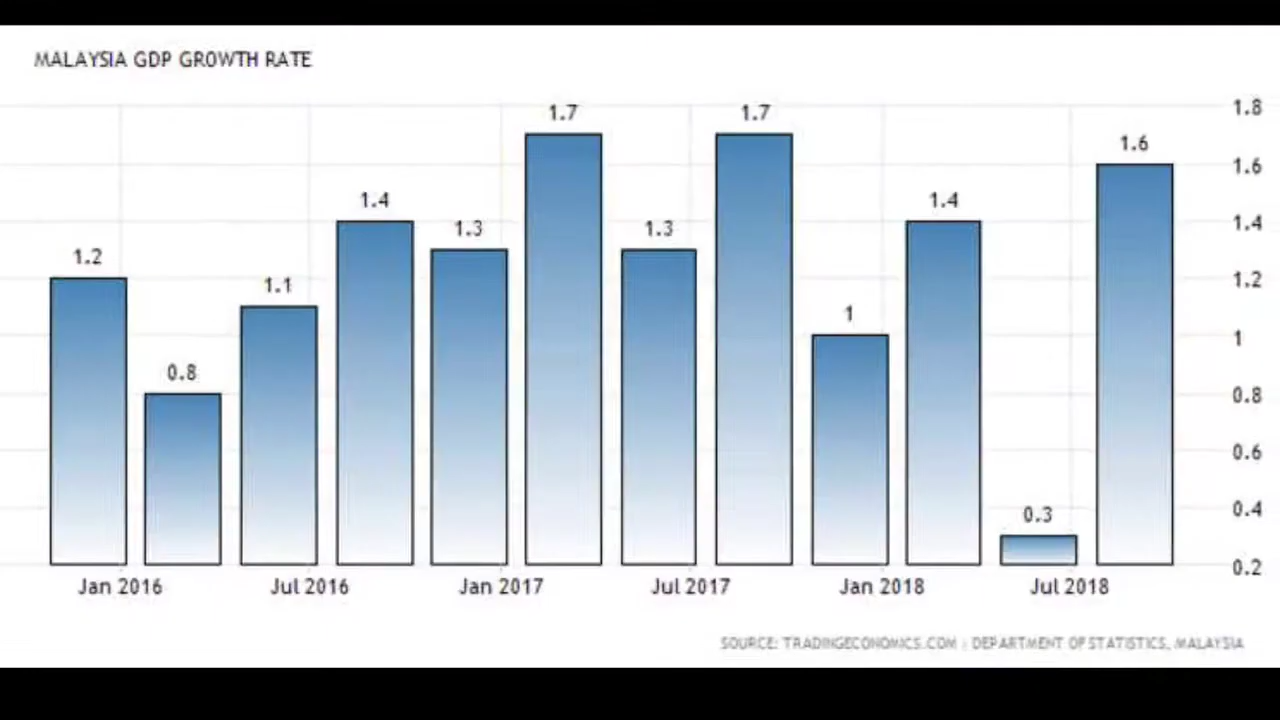 MALAYSIA GDP GROWTH RATE
1.7 1.7 1.8
1.6 1.6
1.4 1.4 1.4
1.3 1.3
1.2 1.2
1.1
1 1
0.8 0.8
0.6
0.3 0.4
0.2
Jan 2016 Jul 2016 Jan 2017 Jul 2017 Jan 2018 Jul 2018
SOURCE: TRADINGECONOMICS.COM | DEPARTMENT OF STATISTICS, MALAYSIA